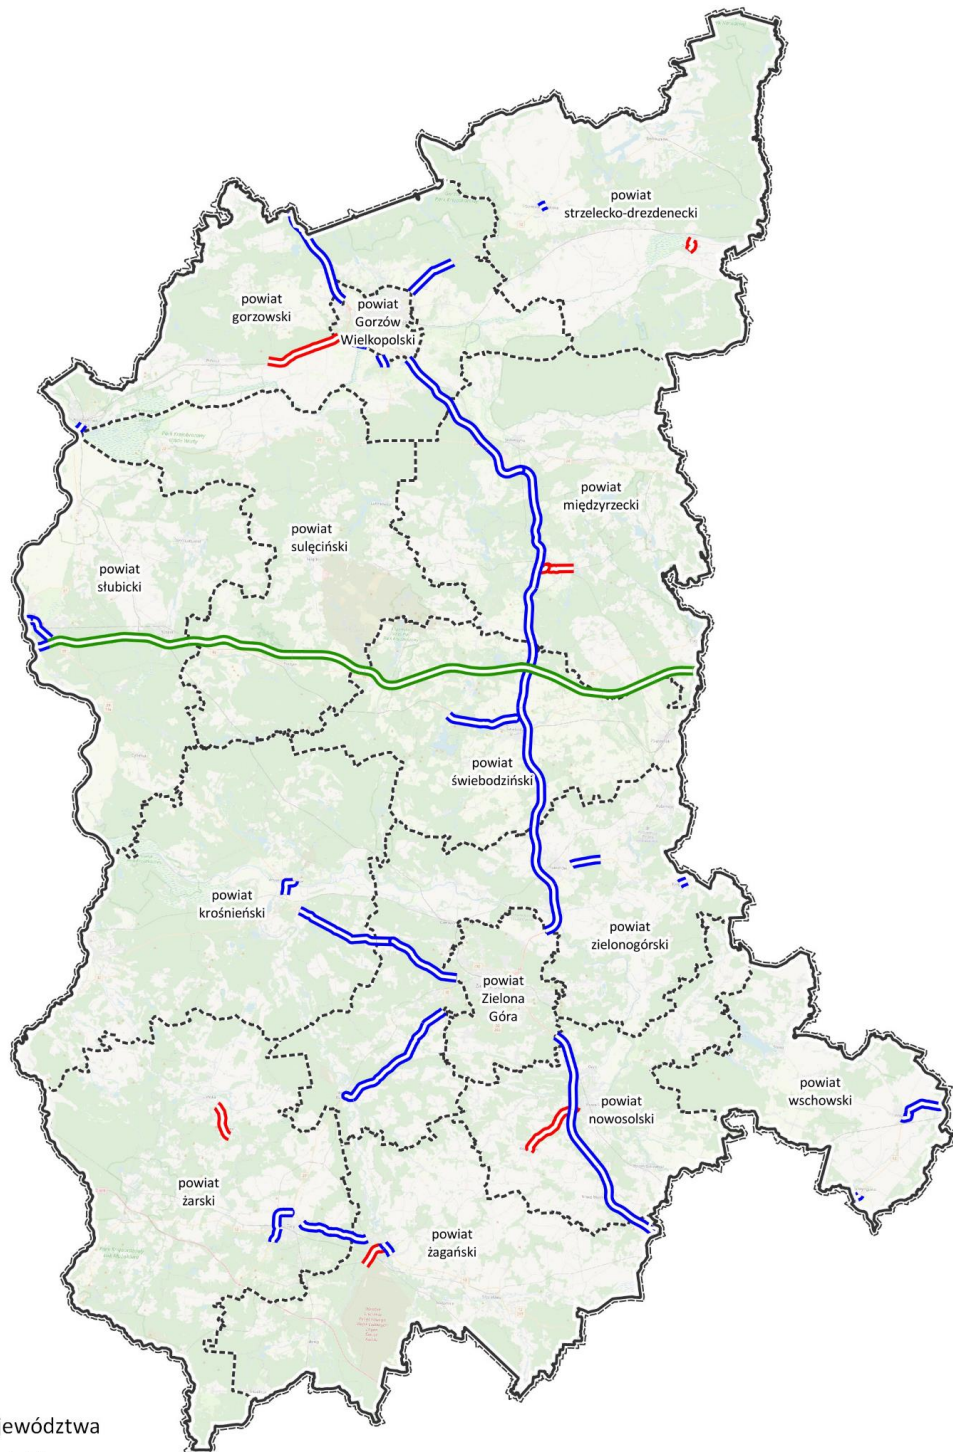 powiat
strzelecko-drezdenecki
powiat
gorzowski
powiat
Gorzów
Wielkopolski
powiat
międzyrzecki
powiat
sulęciński
powiat
słubicki
powiat
świebodziński
powiat
krośnieński
powiat
zielonogórski
powiat
Zielona
Góra
powiat
wschowski
powiat
nowosolski
powiat
żarski
powiat
żagański
jewództwa